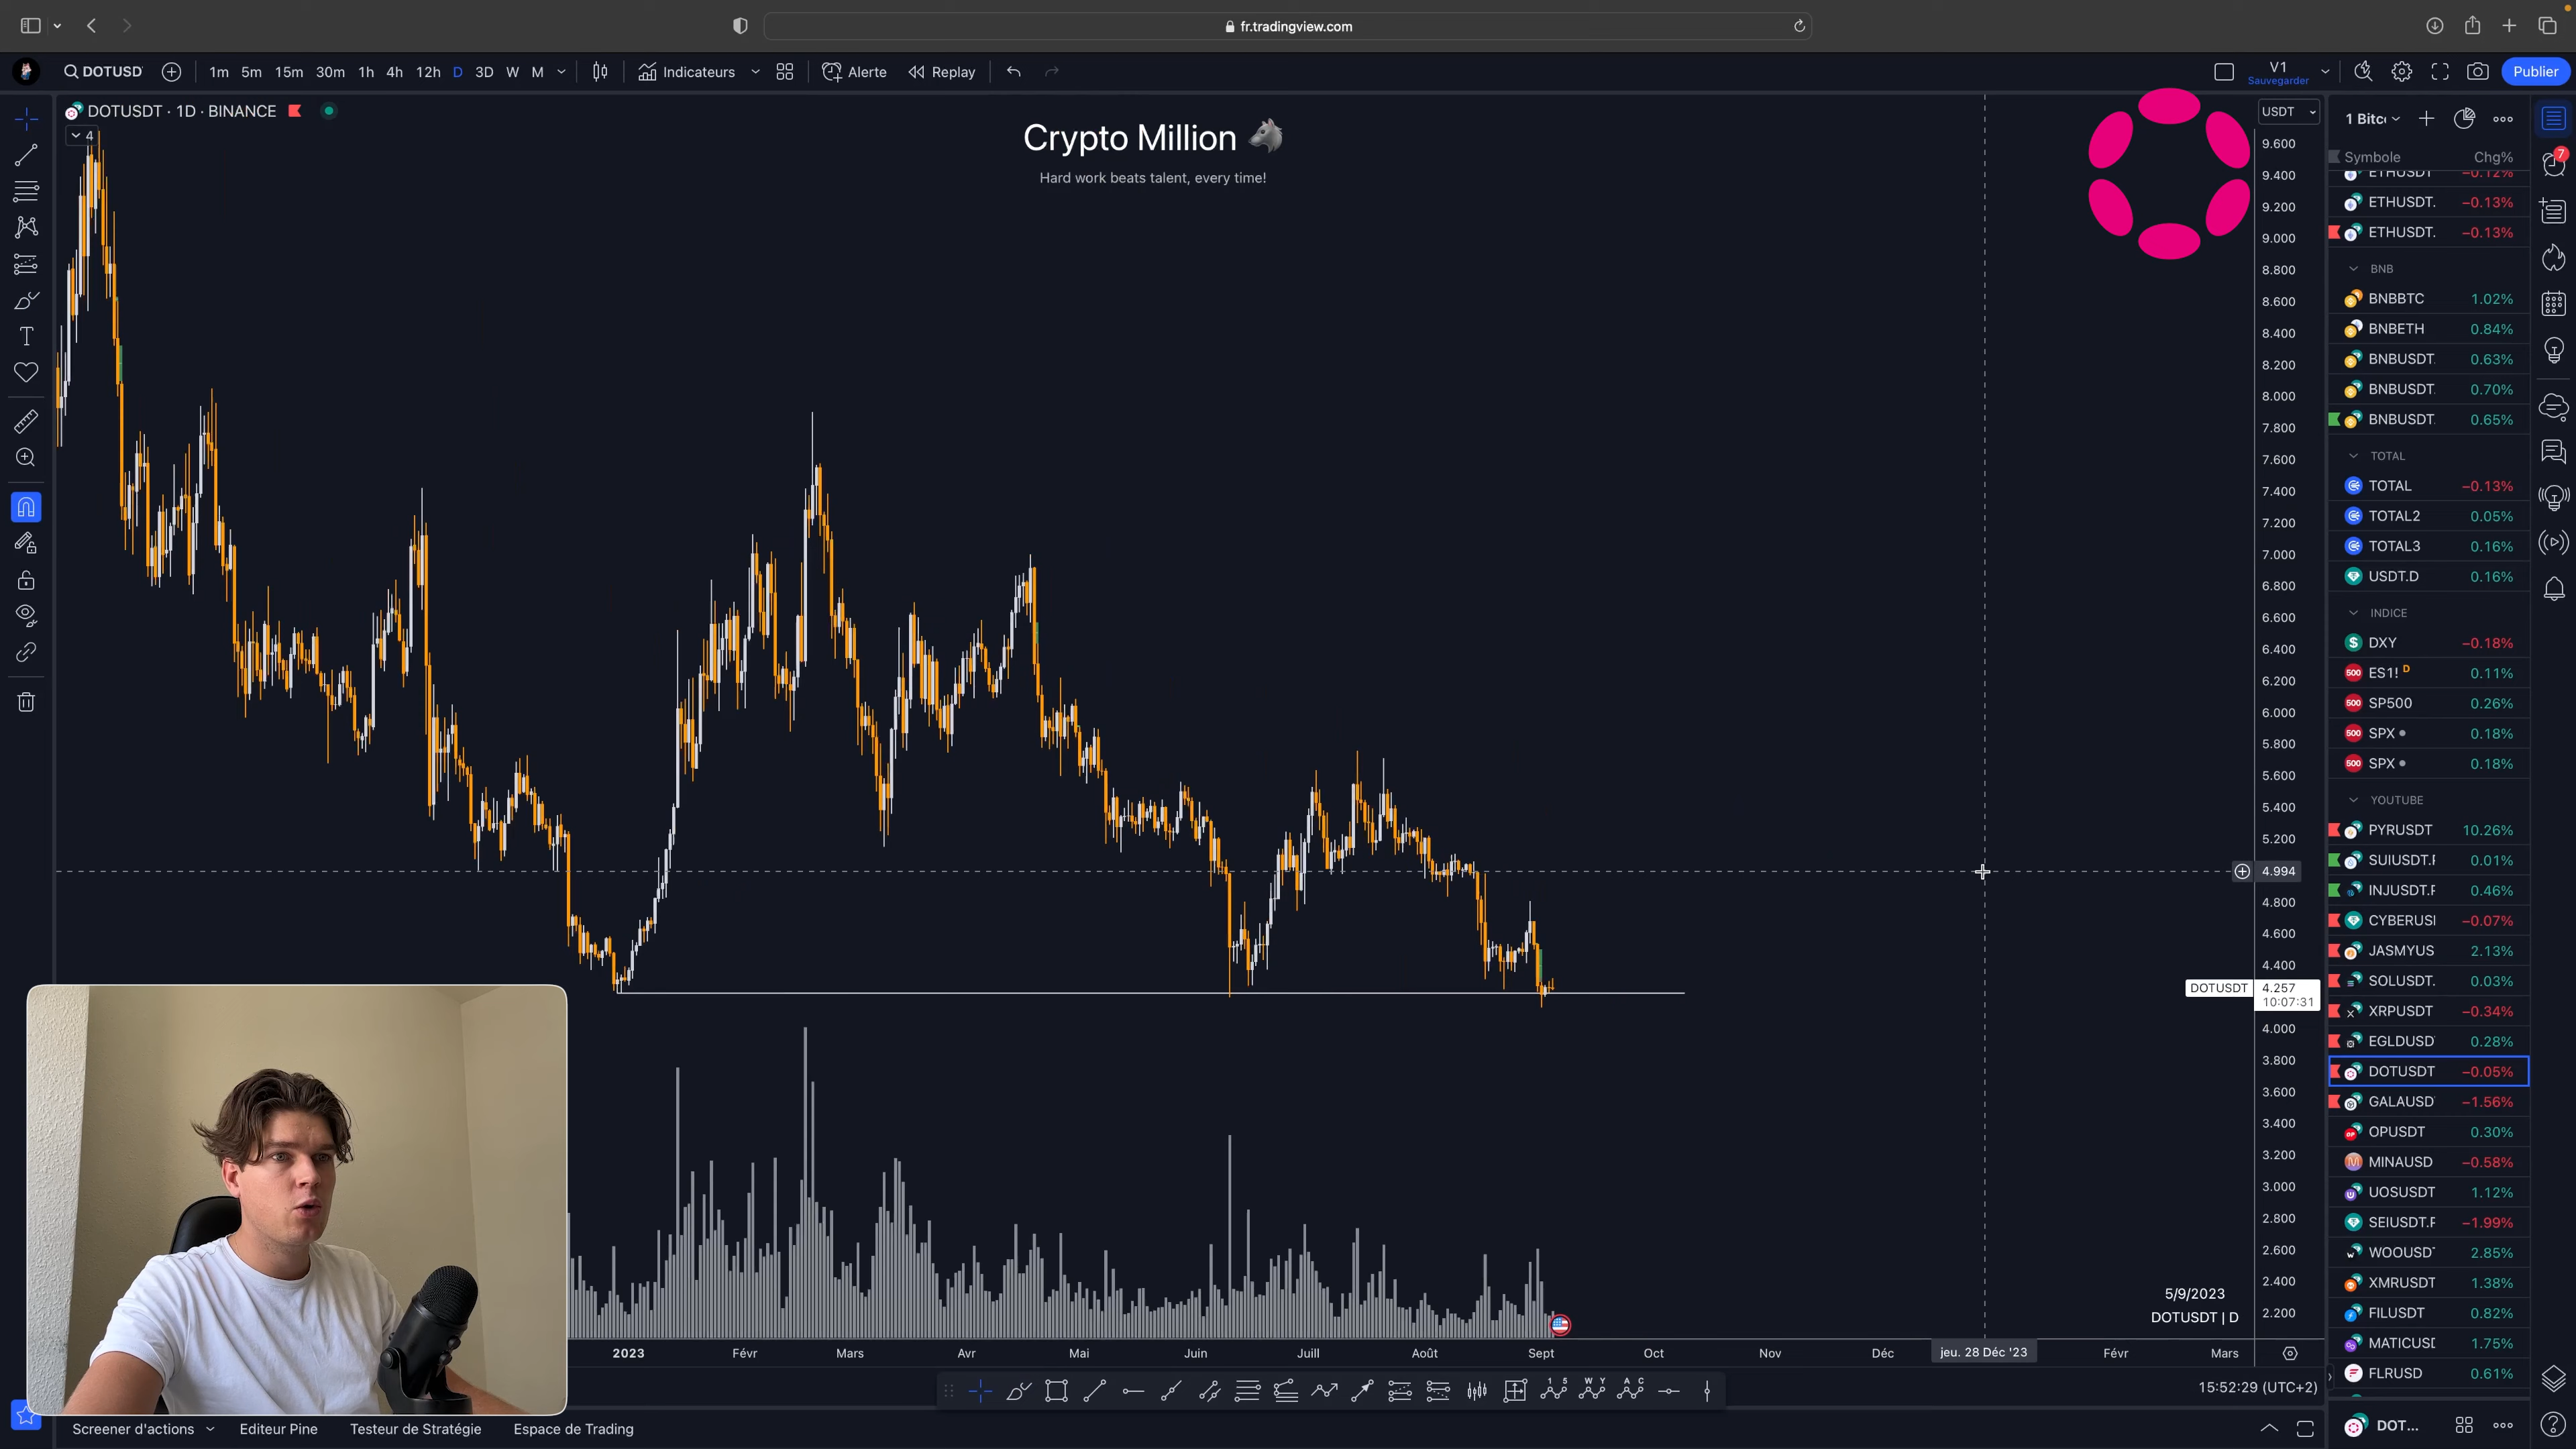 fr.tradingview.com
DOTUSD 1m 5m 15m 30m 1h 4h 12h D 3D W M Indicateurs Alerte Replay V1 Sauvegarder Publier
DOTUSDT · 1D · BINANCE
4
Crypto Million
Hard work beats talent, every time!
USDT
9.600
9.400
9.200
9.000
8.800
8.600
8.400
8.200
8.000
7.800
7.600
7.400
7.200
7.000
6.800
6.600
6.400
6.200
6.000
5.800
5.600
5.400
5.200
4.994
4.800
4.600
4.400
DOTUSDT 4.257
10:07:31
4.000
3.800
3.600
3.400
3.200
3.000
2.800
2.600
2.400
2.200
5/9/2023
DOTUSDT | D
2023 Févr Mars Avr Mai Juin Juill Août Sept Oct Nov Déc jeu. 28 Déc '23 Févr Mars
15:52:29 (UTC+2)
1 Bitc
7
Symbole Chg%
ETHUSDT −0.12%
ETHUSDT. −0.13%
ETHUSDT. −0.13%
BNB
BNBBTC 1.02%
BNBETH 0.84%
BNBUSDT 0.63%
BNBUSDT 0.70%
BNBUSDT 0.65%
TOTAL
TOTAL −0.13%
TOTAL2 0.05%
TOTAL3 0.16%
USDT.D 0.16%
INDICE
DXY −0.18%
ES1! D 0.11%
SP500 0.26%
SPX 0.18%
SPX 0.18%
YOUTUBE
PYRUSDT 10.26%
SUIUSDT.F 0.01%
INJUSDT.F 0.46%
CYBERUSI −0.07%
JASMYUS 2.13%
SOLUSDT. 0.03%
XRPUSDT −0.34%
EGLDUSD 0.28%
DOTUSDT −0.05%
GALAUSD −1.56%
OPUSDT 0.30%
MINAUSD −0.58%
UOSUSDT 1.12%
SEIUSDT.F −1.99%
WOOUSD 2.85%
XMRUSDT 1.38%
FILUSDT 0.82%
MATICUSD 1.75%
FLRUSD 0.61%
DOT...
Screener d'actions Editeur Pine Testeur de Stratégie Espace de Trading